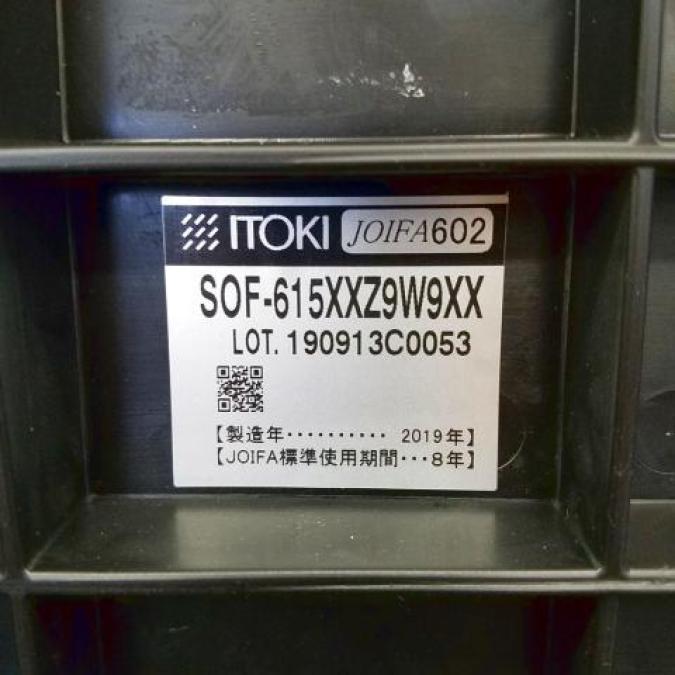 ITOKI JOIFA602
SOF-615XXZ9W9XX
LOT. 190913C0053
【製造年·········· 2019年】
【JOIFA標準使用期間···8年】